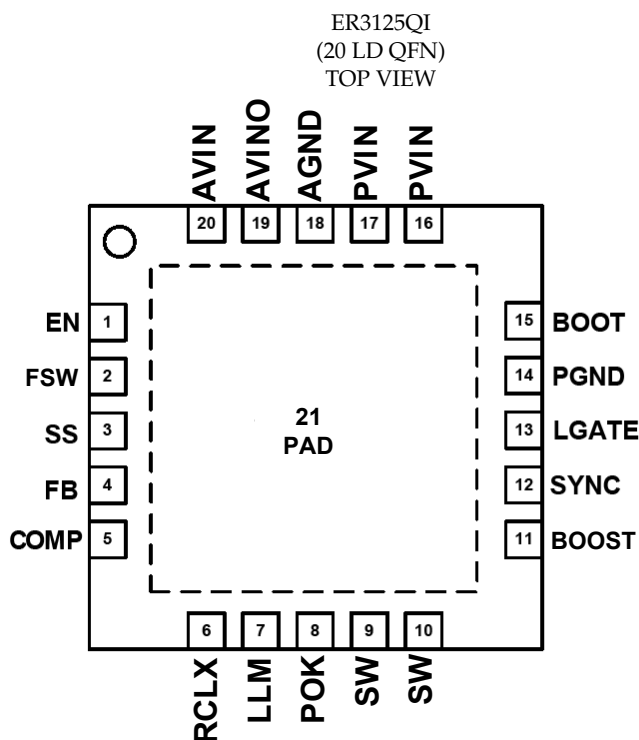 ER3125QI
(20 LD QFN)
TOP VIEW
AVIN
AVINO
AGND
PVIN
PVIN
20
19
18
17
16
EN 1
FSW 2
SS 3
FB 4
COMP 5
21
PAD
15 BOOT
14 PGND
13 LGATE
12 SYNC
11 BOOST
6
7
8
9
10
RCLX
LLM
POK
SW
SW